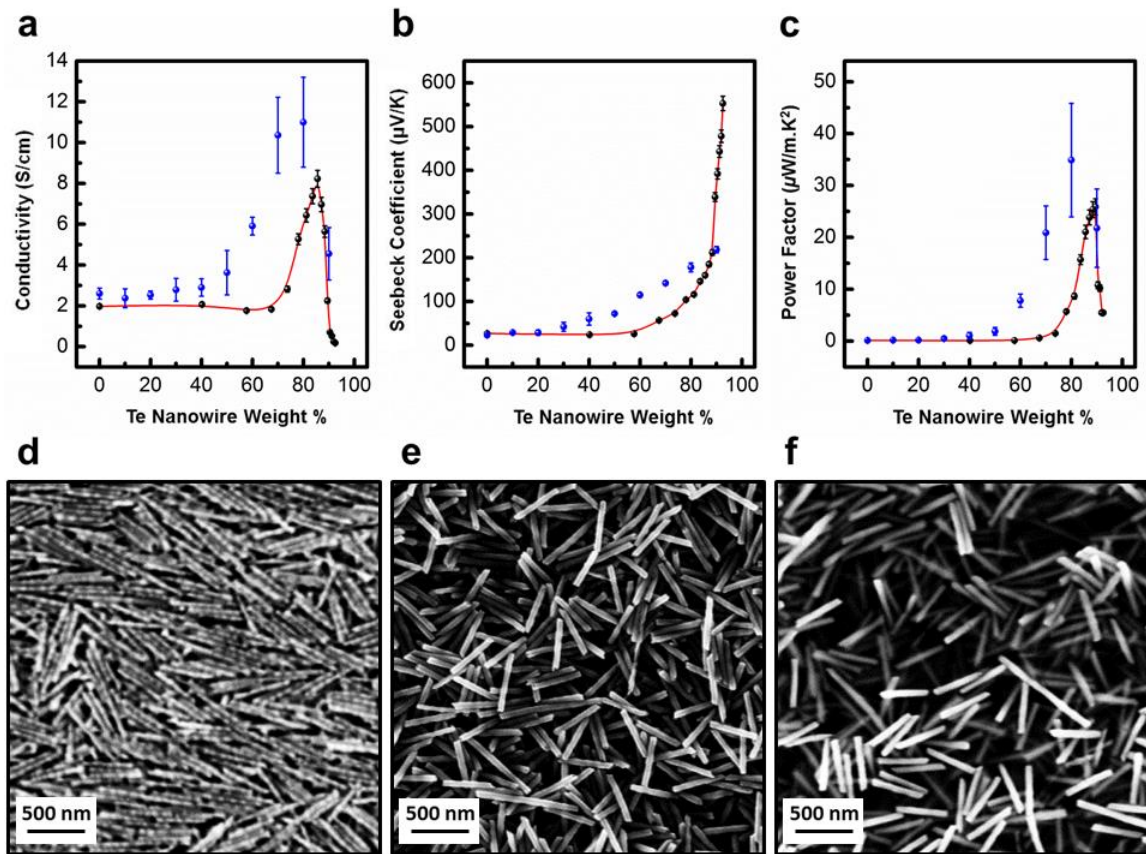 a
b
c
Conductivity (S/cm)
14
12
10
8
6
4
2
0
0 20 40 60 80 100
Te Nanowire Weight %
Seebeck Coefficient (µV/K)
600
500
400
300
200
100
0
0 20 40 60 80 100
Te Nanowire Weight %
Power Factor (µW/m.K²)
50
40
30
20
10
0
0 20 40 60 80 100
Te Nanowire Weight %
d
e
f
500 nm
500 nm
500 nm